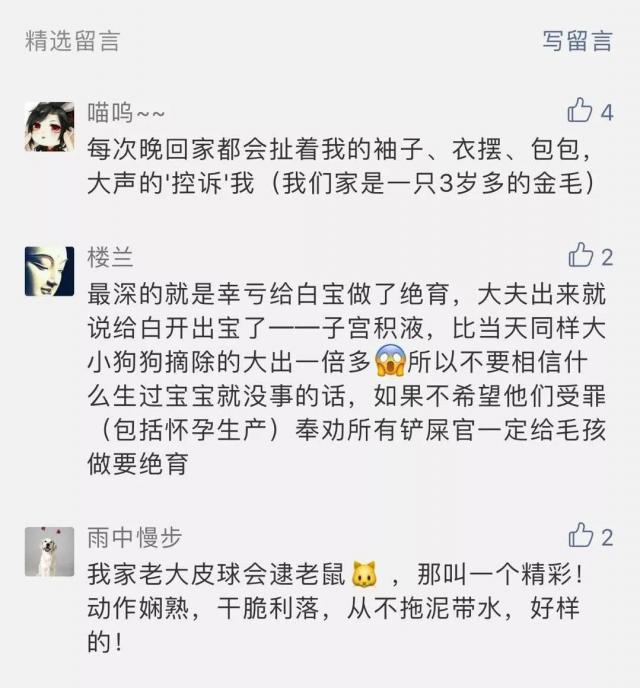 精选留言
写留言
喵呜~~
4
每次晚回家都会扯着我的袖子、衣摆、包包，
大声的'控诉'我（我们家是一只3岁多的金毛）
楼兰
2
最深的就是幸亏给白宝做了绝育，大夫出来就
说给白开出宝了——子宫积液，比当天同样大
小狗狗摘除的大出一倍多😱所以不要相信什
么生过宝宝就没事的话，如果不希望他们受罪
（包括怀孕生产）奉劝所有铲屎官一定给毛孩
做要绝育
雨中慢步
2
我家老大皮球会逮老鼠🐱，那叫一个精彩！
动作娴熟，干脆利落，从不拖泥带水，好样
的！